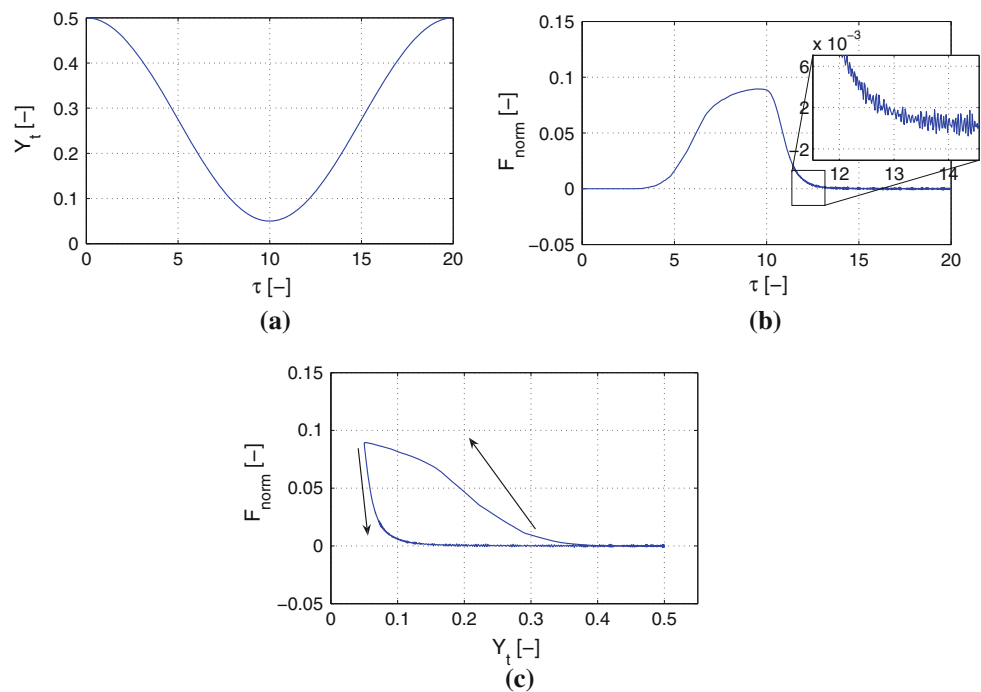 0.5
0.4
0.3
0.2
0.1
0
Y_t [–]
0 5 10 15 20
τ [–]
(a)
0.15
0.1
0.05
0
−0.05
F_norm [–]
0 5 10 15 20
τ [–]
(b)
x 10^−3
6
2
−2
12 13 14
0.15
0.1
0.05
0
−0.05
F_norm [–]
0 0.1 0.2 0.3 0.4 0.5
Y_t [–]
(c)